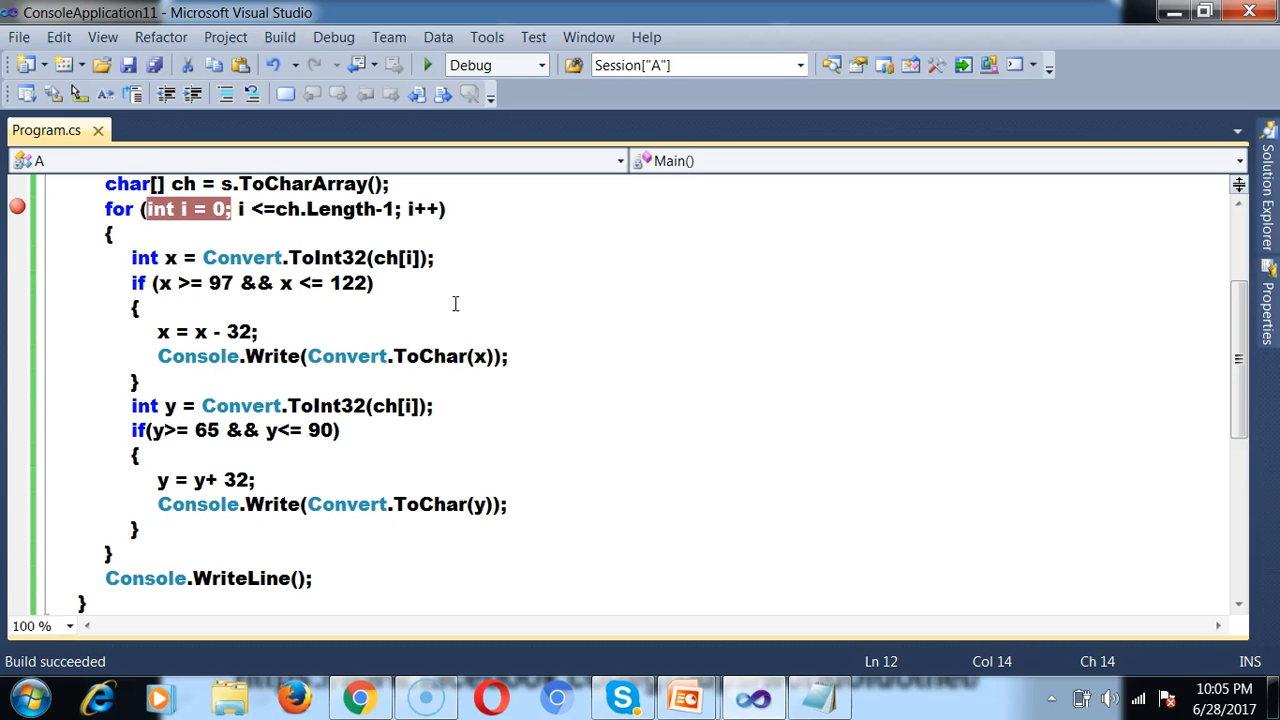 ConsoleApplication11 - Microsoft Visual Studio
File Edit View Refactor Project Build Debug Team Data Tools Test Window Help
Debug Session["A"]
Program.cs
A Main()
char[] ch = s.ToCharArray();
for (int i = 0; i <=ch.Length-1; i++)
{
int x = Convert.ToInt32(ch[i]);
if (x >= 97 && x <= 122)
{
x = x - 32;
Console.Write(Convert.ToChar(x));
}
int y = Convert.ToInt32(ch[i]);
if(y>= 65 && y<= 90)
{
y = y+ 32;
Console.Write(Convert.ToChar(y));
}
}
Console.WriteLine();
}
100 %
Solution Explorer
Properties
Build succeeded Ln 12 Col 14 Ch 14 INS
10:05 PM
6/28/2017